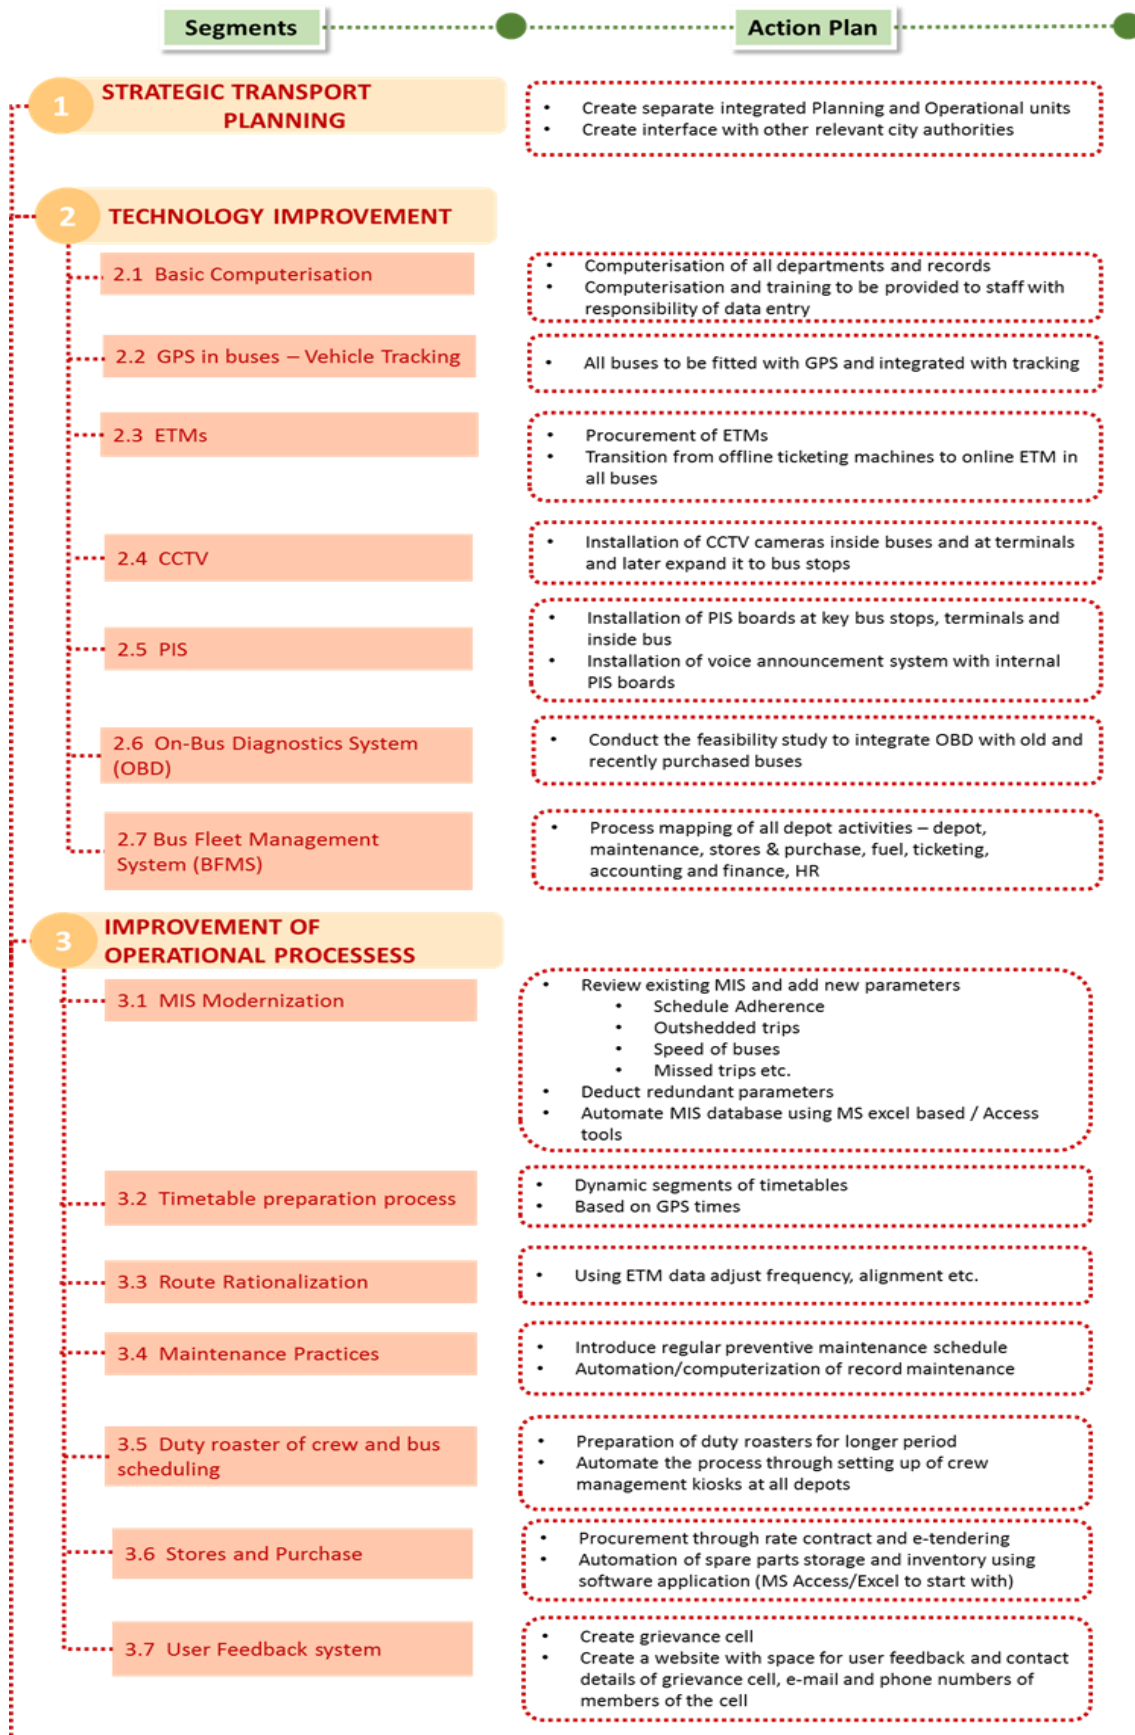 Segments
Action Plan
1
STRATEGIC TRANSPORT
PLANNING
• Create separate integrated Planning and Operational units
• Create interface with other relevant city authorities
2
TECHNOLOGY IMPROVEMENT
2.1 Basic Computerisation
• Computerisation of all departments and records
• Computerisation and training to be provided to staff with
responsibility of data entry
2.2 GPS in buses – Vehicle Tracking
• All buses to be fitted with GPS and integrated with tracking
2.3 ETMs
• Procurement of ETMs
• Transition from offline ticketing machines to online ETM in
all buses
2.4 CCTV
• Installation of CCTV cameras inside buses and at terminals
and later expand it to bus stops
2.5 PIS
• Installation of PIS boards at key bus stops, terminals and
inside bus
• Installation of voice announcement system with internal
PIS boards
2.6 On-Bus Diagnostics System
(OBD)
• Conduct the feasibility study to integrate OBD with old and
recently purchased buses
2.7 Bus Fleet Management
System (BFMS)
• Process mapping of all depot activities – depot,
maintenance, stores & purchase, fuel, ticketing,
accounting and finance, HR
3
IMPROVEMENT OF
OPERATIONAL PROCESSESS
3.1 MIS Modernization
• Review existing MIS and add new parameters
• Schedule Adherence
• Outshedded trips
• Speed of buses
• Missed trips etc.
• Deduct redundant parameters
• Automate MIS database using MS excel based / Access
tools
3.2 Timetable preparation process
• Dynamic segments of timetables
• Based on GPS times
3.3 Route Rationalization
• Using ETM data adjust frequency, alignment etc.
3.4 Maintenance Practices
• Introduce regular preventive maintenance schedule
• Automation/computerization of record maintenance
3.5 Duty roaster of crew and bus
scheduling
• Preparation of duty roasters for longer period
• Automate the process through setting up of crew
management kiosks at all depots
3.6 Stores and Purchase
• Procurement through rate contract and e-tendering
• Automation of spare parts storage and inventory using
software application (MS Access/Excel to start with)
3.7 User Feedback system
• Create grievance cell
• Create a website with space for user feedback and contact
details of grievance cell, e-mail and phone numbers of
members of the cell